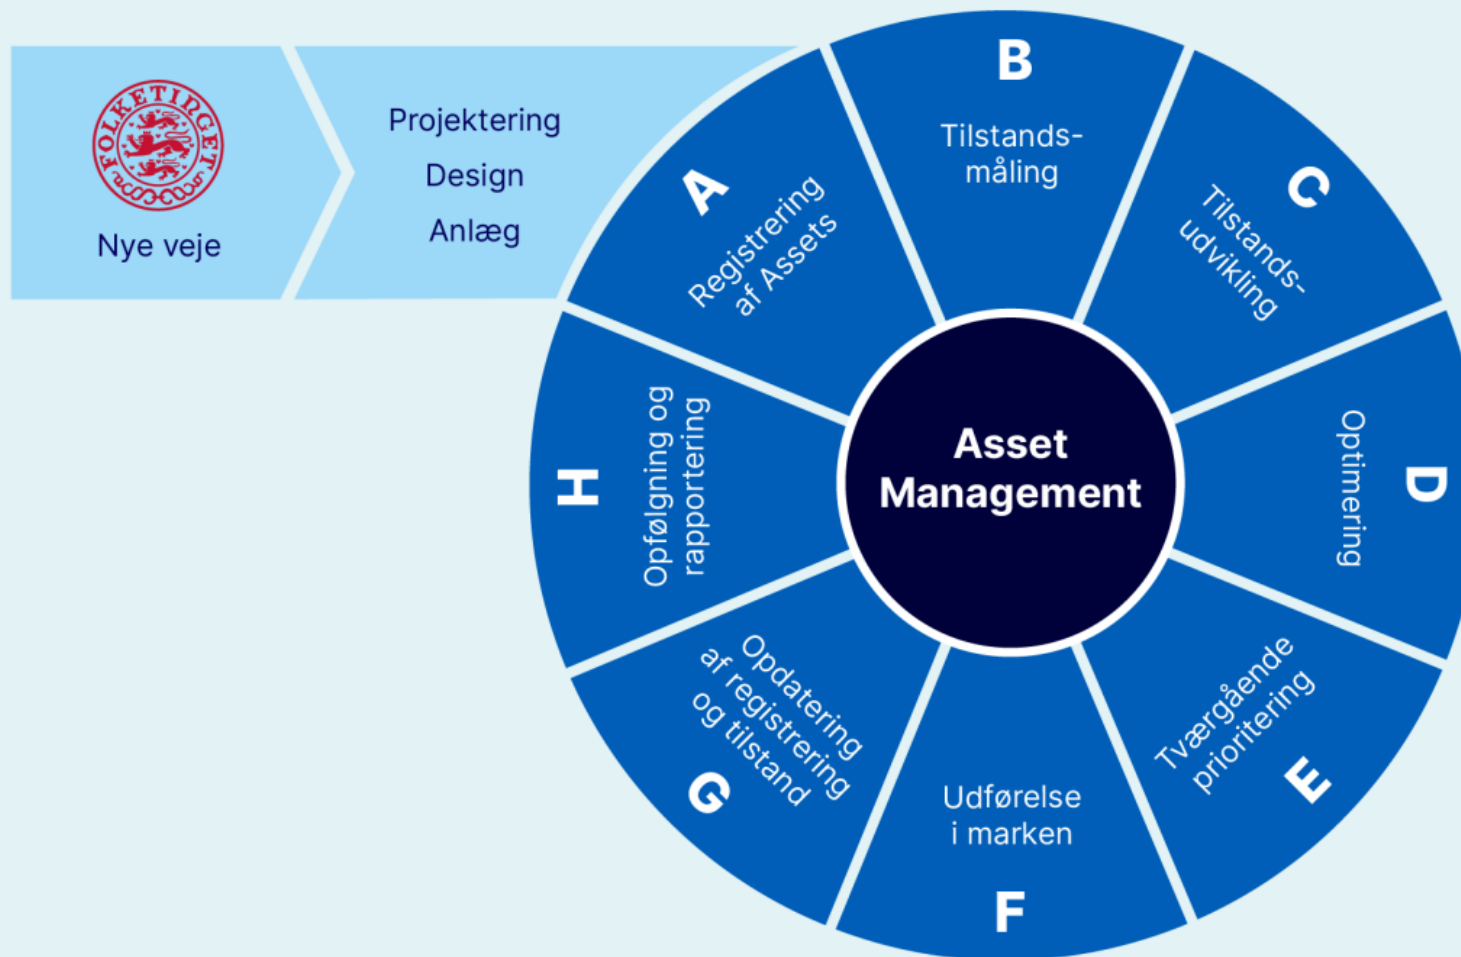 FOLKETINGET
Nye veje
Projektering
Design
Anlæg
A
Registrering
af Assets
B
Tilstands-
måling
C
Tilstands-
udvikling
D
Optimering
E
Tværgående
prioritering
F
Udførelse
i marken
G
Opdatering
af registrering
og tilstand
H
Opfølgning og
rapportering
Asset
Management